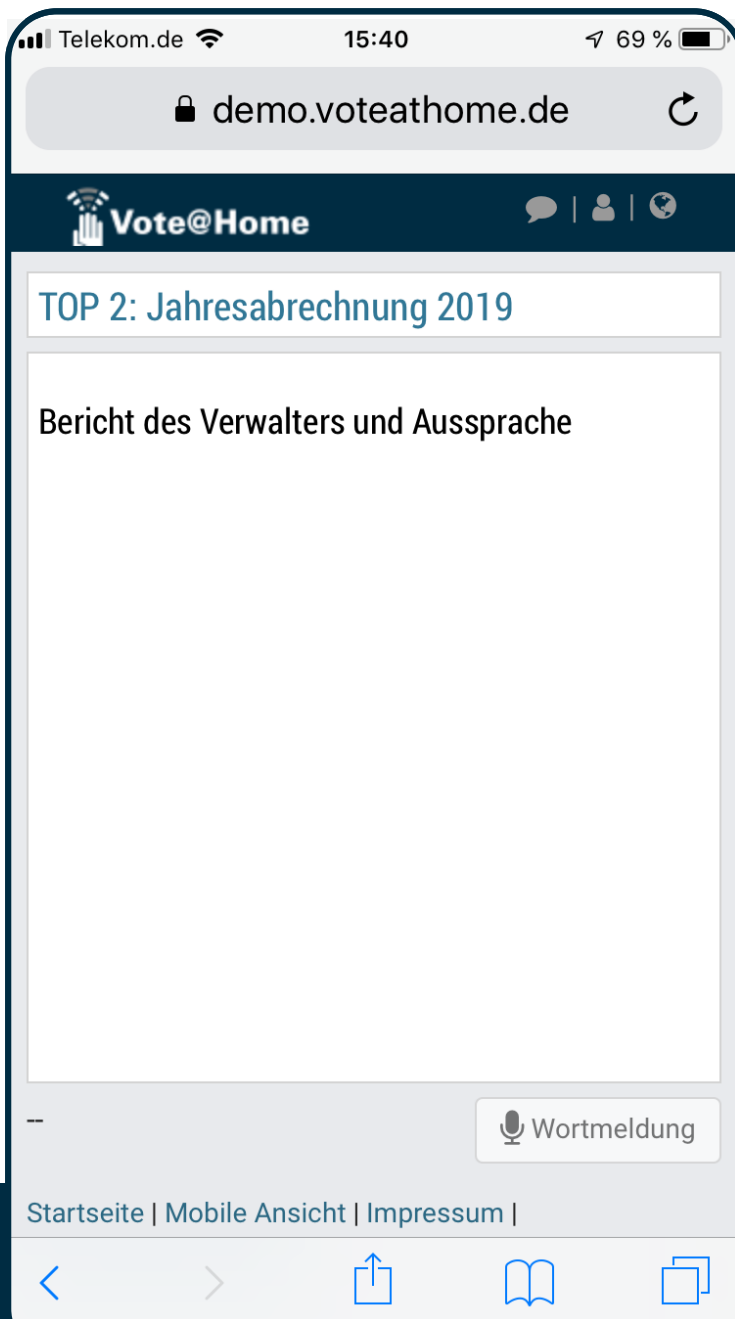 Telekom.de 15:40 69 %
demo.voteathome.de
Vote@Home | |
TOP 2: Jahresabrechnung 2019
Bericht des Verwalters und Aussprache
-- Wortmeldung
Startseite | Mobile Ansicht | Impressum |